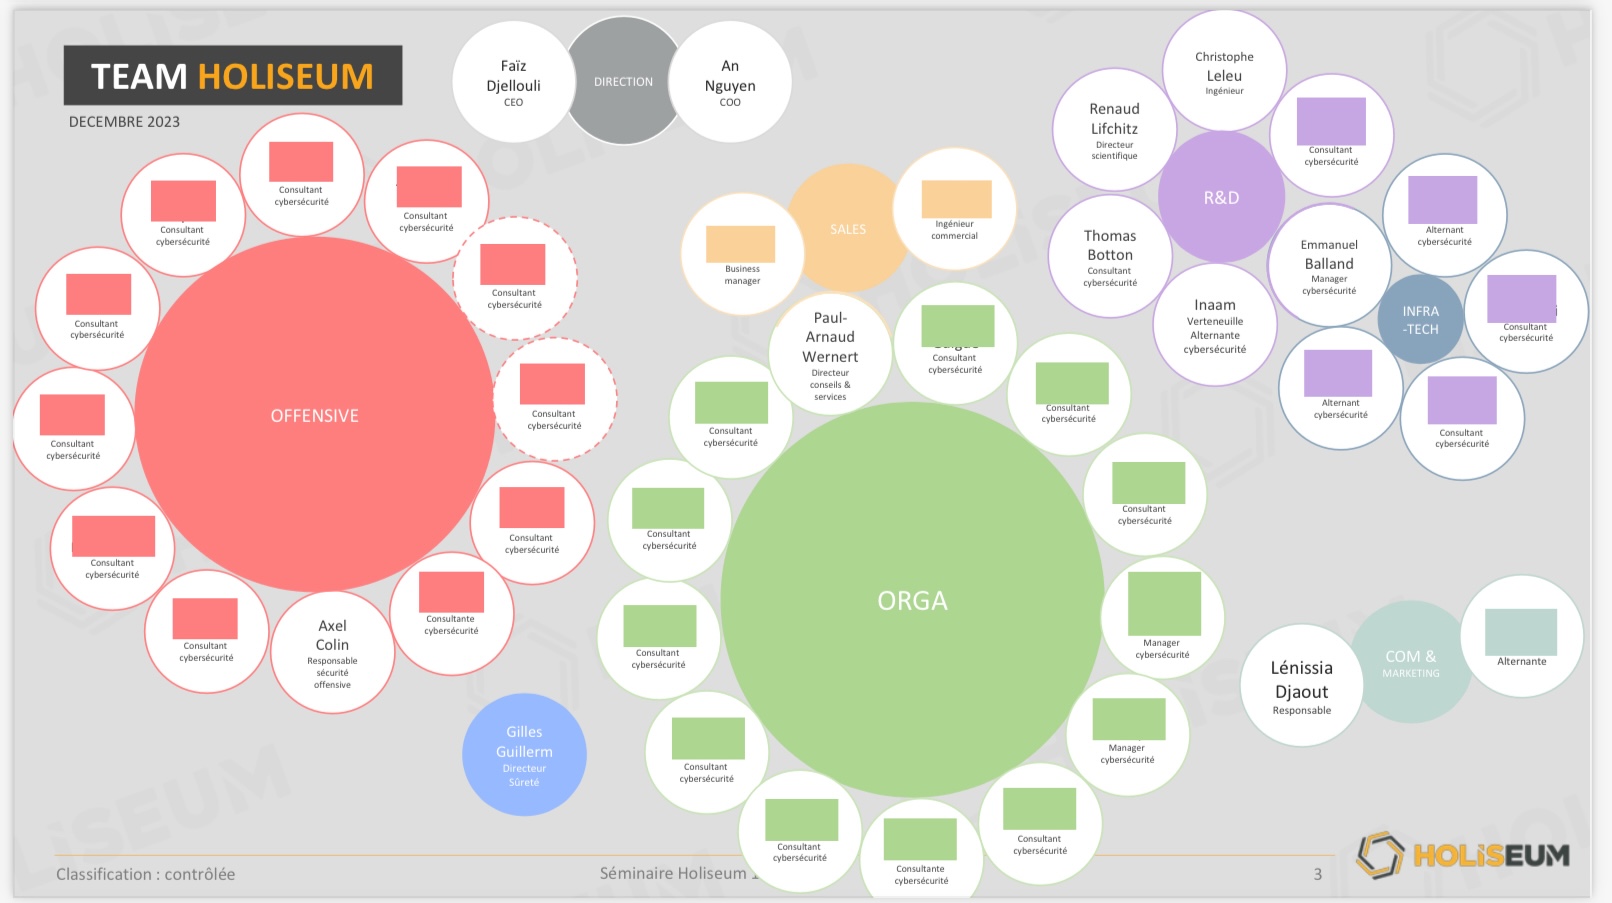 TEAM HOLISEUM
DECEMBRE 2023
Faïz
Djellouli
CEO
DIRECTION
An
Nguyen
COO
Christophe
Leleu
Ingénieur
Renaud
Lifchitz
Directeur
scientifique
Consultant
cybersécurité
R&D
Thomas
Botton
Consultant
cybersécurité
Emmanuel
Balland
Manager
cybersécurité
Inaam
Verteneuille
Alternante
cybersécurité
Alternant
cybersécurité
INFRA
-TECH
Consultant
cybersécurité
Alternant
cybersécurité
Consultant
cybersécurité
Consultant
cybersécurité
Consultant
cybersécurité
Consultant
cybersécurité
Consultant
cybersécurité
Consultant
cybersécurité
OFFENSIVE
Consultant
cybersécurité
Consultant
cybersécurité
Consultant
cybersécurité
Consultant
cybersécurité
Consultant
cybersécurité
Consultante
cybersécurité
Axel
Colin
Responsable
sécurité
offensive
SALES
Business
manager
Ingénieur
commercial
Paul-
Arnaud
Wernert
Directeur
conseils &
services
Consultant
cybersécurité
Consultant
cybersécurité
Consultant
cybersécurité
Consultant
cybersécurité
Consultant
cybersécurité
ORGA
Consultant
cybersécurité
Manager
cybersécurité
Manager
cybersécurité
Consultant
cybersécurité
Consultant
cybersécurité
Consultante
cybersécurité
Consultant
cybersécurité
Gilles
Guillerm
Directeur
Sûreté
Lénissia
Djaout
Responsable
COM &
MARKETING
Alternante
Classification : contrôlée
Séminaire Holiseum
3
HOLiSEUM